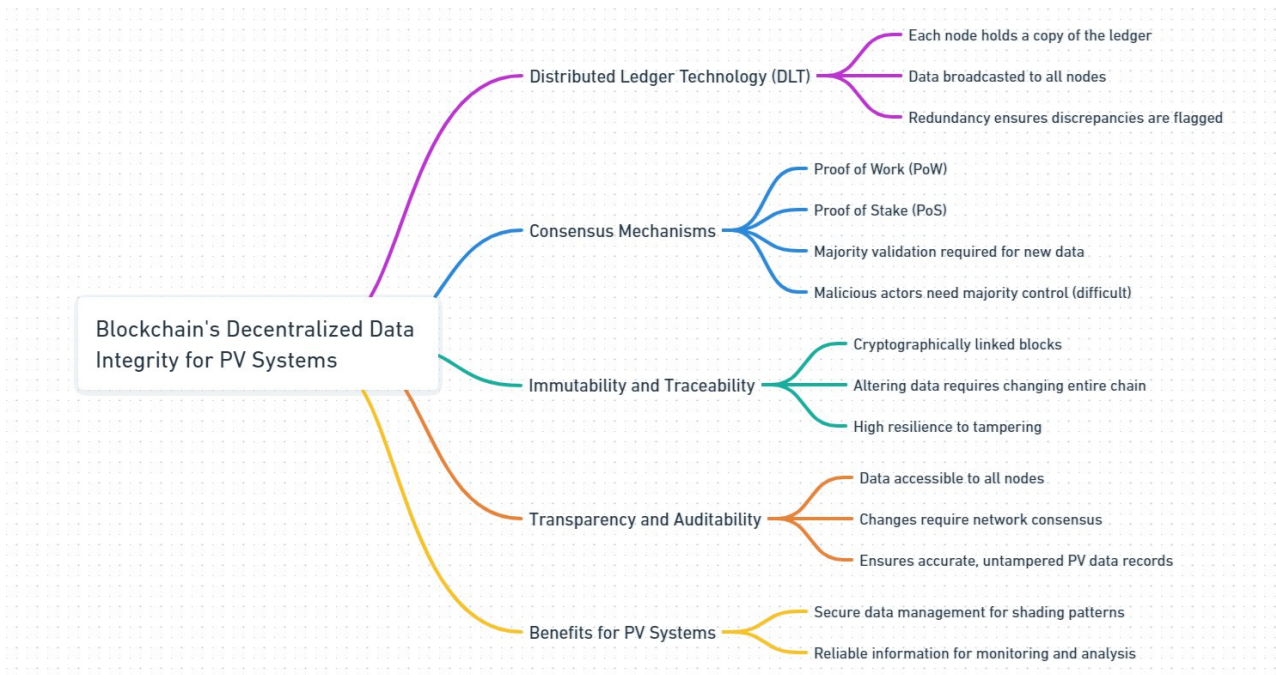 Blockchain's Decentralized Data
Integrity for PV Systems
Distributed Ledger Technology (DLT)
Each node holds a copy of the ledger
Data broadcasted to all nodes
Redundancy ensures discrepancies are flagged
Consensus Mechanisms
Proof of Work (PoW)
Proof of Stake (PoS)
Majority validation required for new data
Malicious actors need majority control (difficult)
Immutability and Traceability
Cryptographically linked blocks
Altering data requires changing entire chain
High resilience to tampering
Transparency and Auditability
Data accessible to all nodes
Changes require network consensus
Ensures accurate, untampered PV data records
Benefits for PV Systems
Secure data management for shading patterns
Reliable information for monitoring and analysis